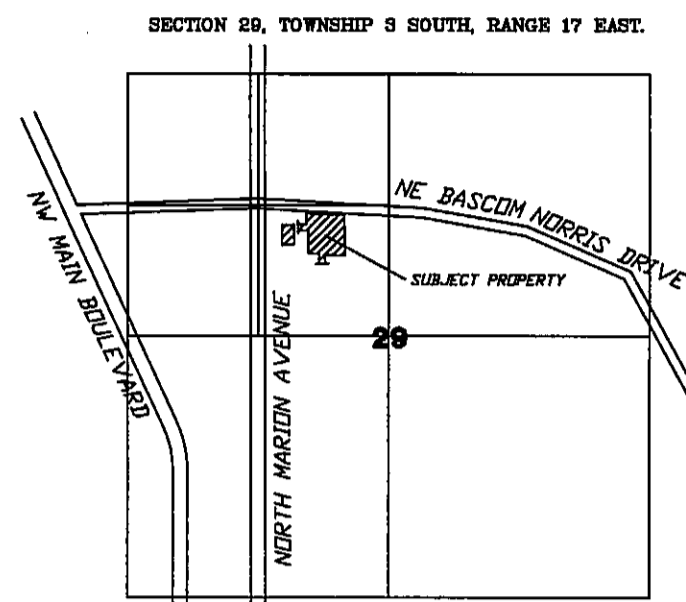 SECTION 29, TOWNSHIP 3 SOUTH, RANGE 17 EAST.
NE BASCOM NORRIS DRIVE
NW MAIN BOULEVARD
SUBJECT PROPERTY
NORTH MARION AVENUE
29